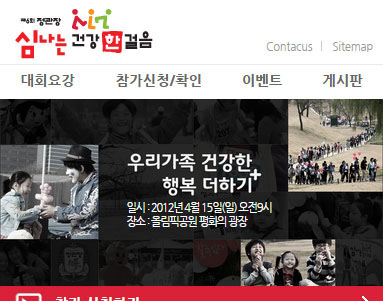 제6회 정관장
심나는 건강 한 걸음
Contacus | Sitemap
대회요강 참가신청/확인 이벤트 게시판
우리가족 건강한
행복 더하기+
일시 : 2012년 4월 15일(일) 오전9시
장소 : 올림픽공원 평화의 광장